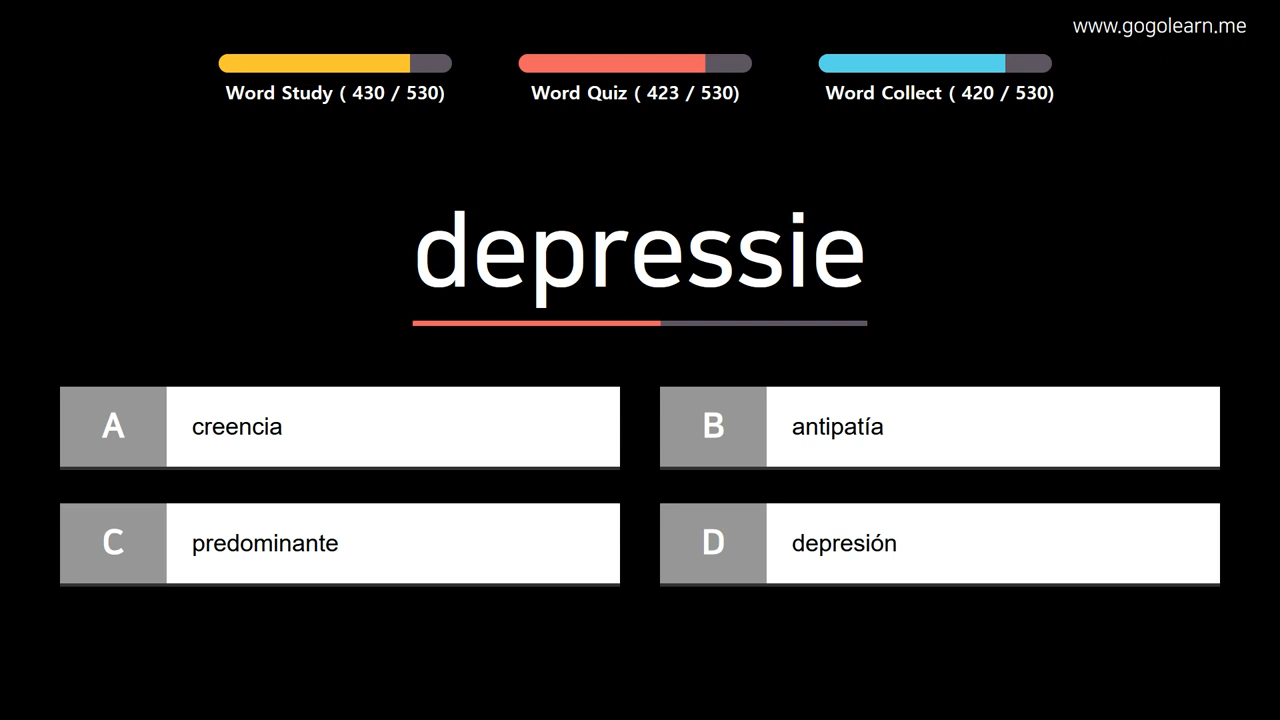 www.gogolearn.me
Word Study ( 430 / 530)
Word Quiz ( 423 / 530)
Word Collect ( 420 / 530)
depressie
A creencia
B antipatía
C predominante
D depresión